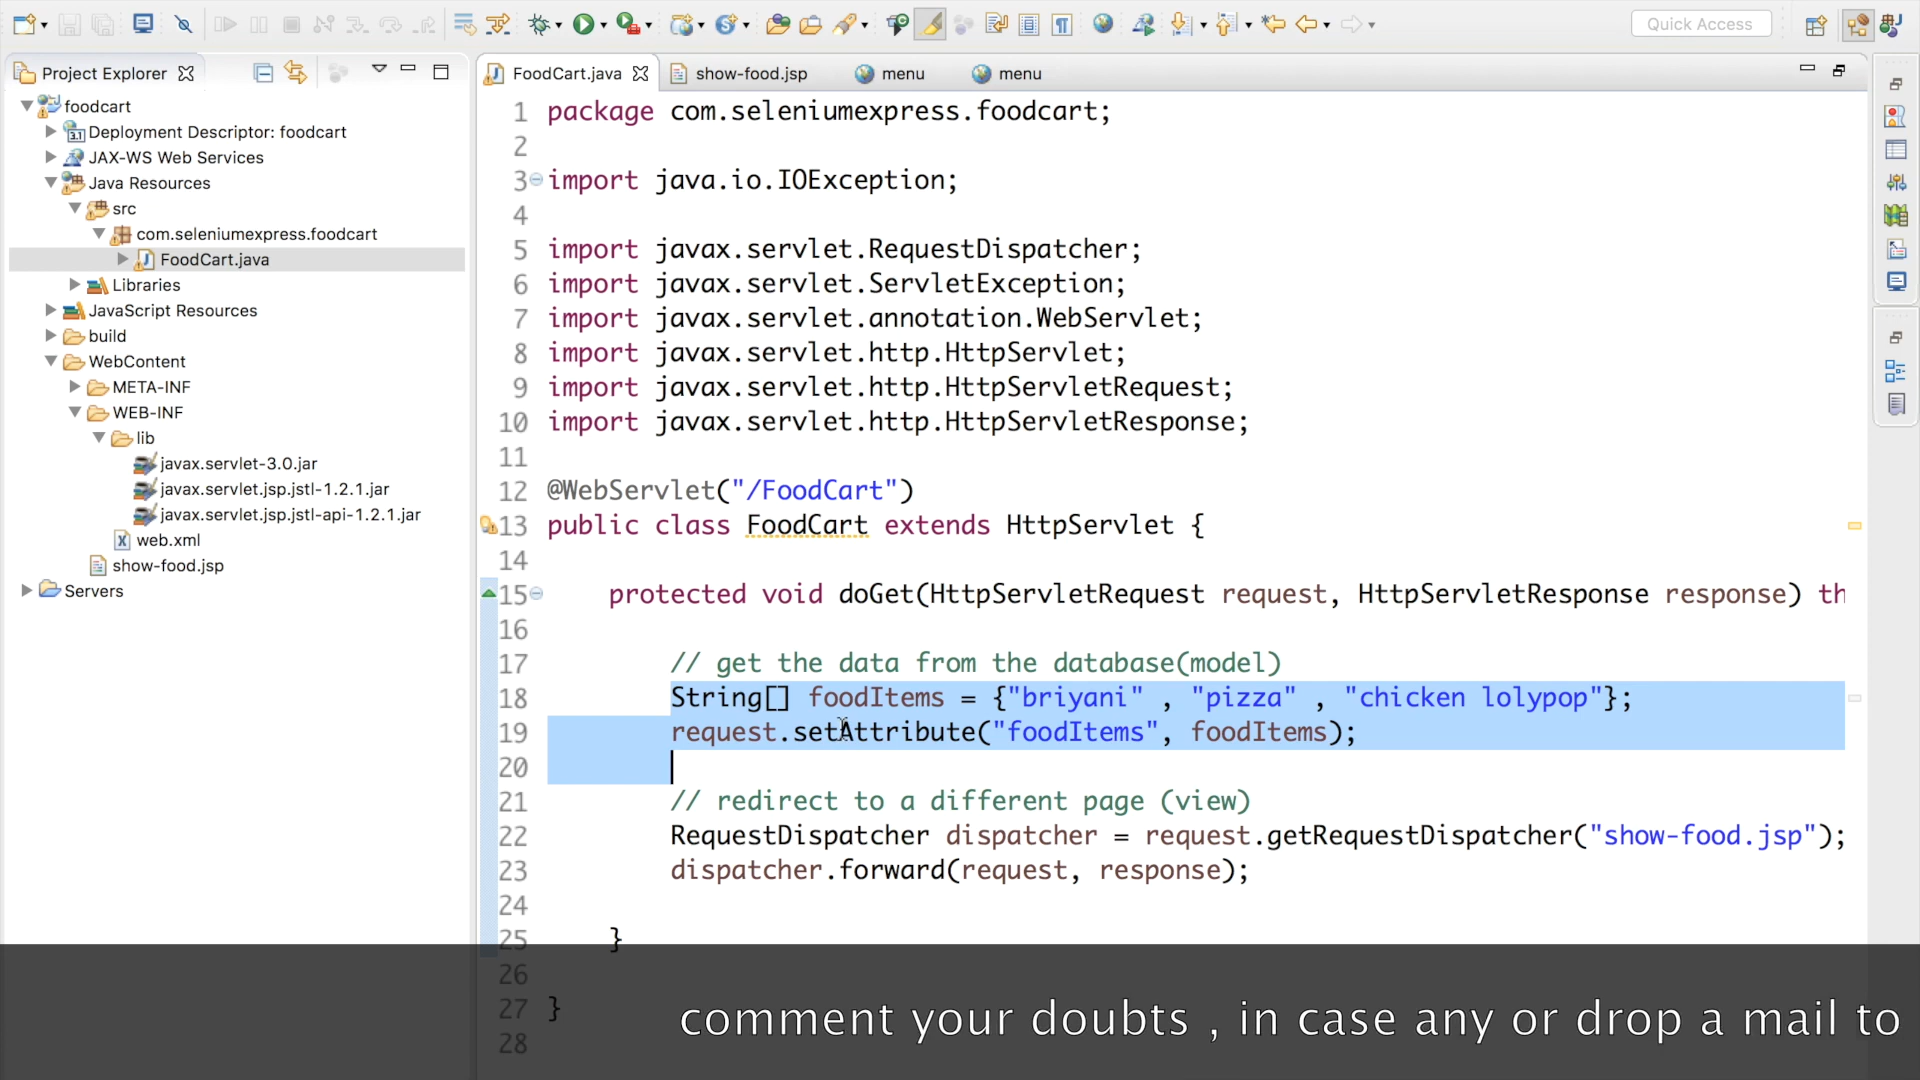 Quick Access
Project Explorer
foodcart
Deployment Descriptor: foodcart
JAX-WS Web Services
Java Resources
src
com.seleniumexpress.foodcart
FoodCart.java
Libraries
JavaScript Resources
build
WebContent
META-INF
WEB-INF
lib
javax.servlet-3.0.jar
javax.servlet.jsp.jstl-1.2.1.jar
javax.servlet.jsp.jstl-api-1.2.1.jar
web.xml
show-food.jsp
Servers
FoodCart.java show-food.jsp menu menu
1 package com.seleniumexpress.foodcart;
2
3 import java.io.IOException;
4
5 import javax.servlet.RequestDispatcher;
6 import javax.servlet.ServletException;
7 import javax.servlet.annotation.WebServlet;
8 import javax.servlet.http.HttpServlet;
9 import javax.servlet.http.HttpServletRequest;
10 import javax.servlet.http.HttpServletResponse;
11
12 @WebServlet("/FoodCart")
13 public class FoodCart extends HttpServlet {
14
15 protected void doGet(HttpServletRequest request, HttpServletResponse response) th
16
17 // get the data from the database(model)
18 String[] foodItems = {"briyani" , "pizza" , "chicken lolypop"};
19 request.setAttribute("foodItems", foodItems);
20
21 // redirect to a different page (view)
22 RequestDispatcher dispatcher = request.getRequestDispatcher("show-food.jsp");
23 dispatcher.forward(request, response);
24
25 }
26
27 }
28
comment your doubts , in case any or drop a mail to